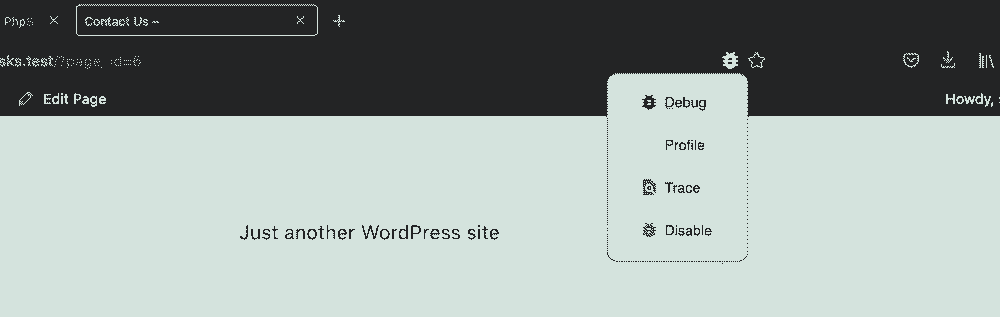 PhpS
Contact Us ~
sks.test/?page_id=6
Edit Page
Howdy,
Debug
Profile
Trace
Disable
Just another WordPress site